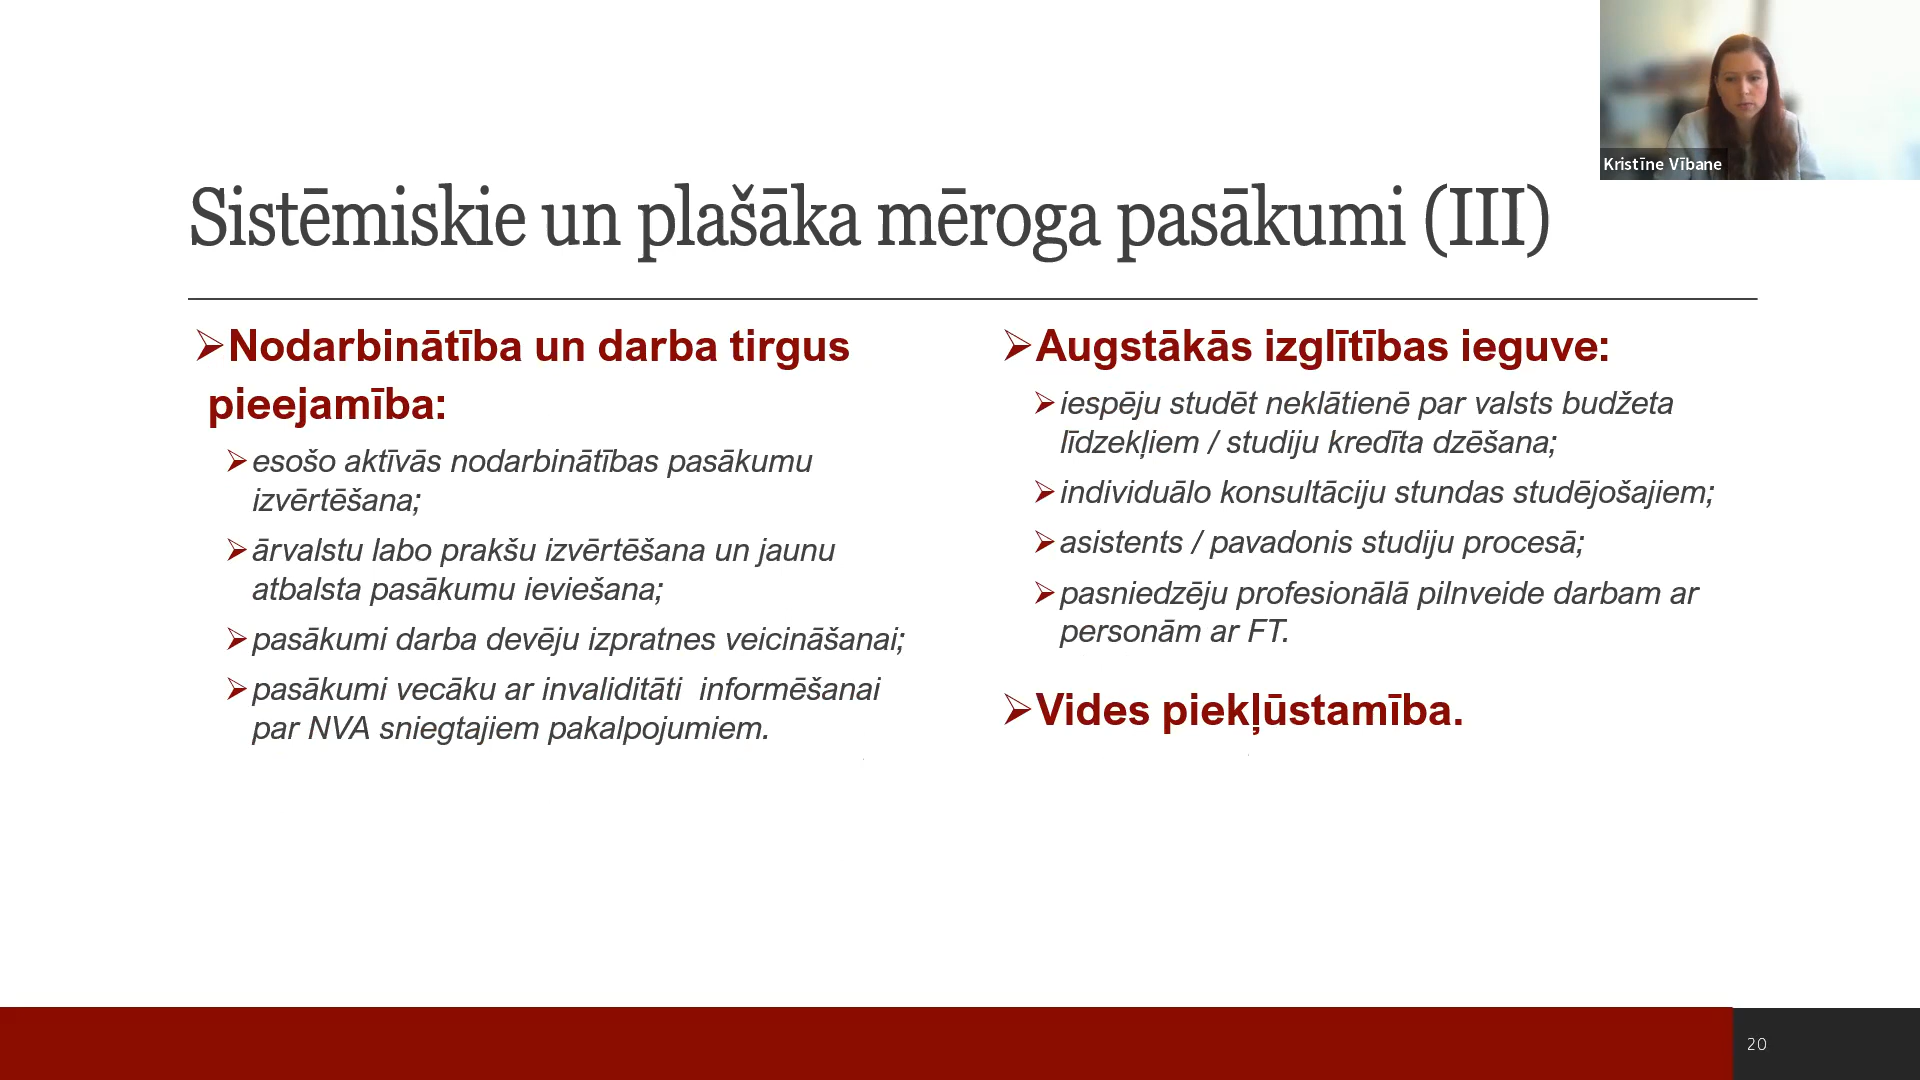 Kristīne Vībane
Sistēmiskie un plašāka mēroga pasākumi (III)
Nodarbinātība un darba tirgus
pieejamība:
esošo aktīvās nodarbinātības pasākumu
izvērtēšana;
ārvalstu labo prakšu izvērtēšana un jaunu
atbalsta pasākumu ieviešana;
pasākumi darba devēju izpratnes veicināšanai;
pasākumi vecāku ar invaliditāti  informēšanai
par NVA sniegtajiem pakalpojumiem.
Augstākās izglītības ieguve:
iespēju studēt neklātienē par valsts budžeta
līdzekļiem / studiju kredīta dzēšana;
individuālo konsultāciju stundas studējošajiem;
asistents / pavadonis studiju procesā;
pasniedzēju profesionālā pilnveide darbam ar
personām ar FT.
Vides piekļūstamība.
20